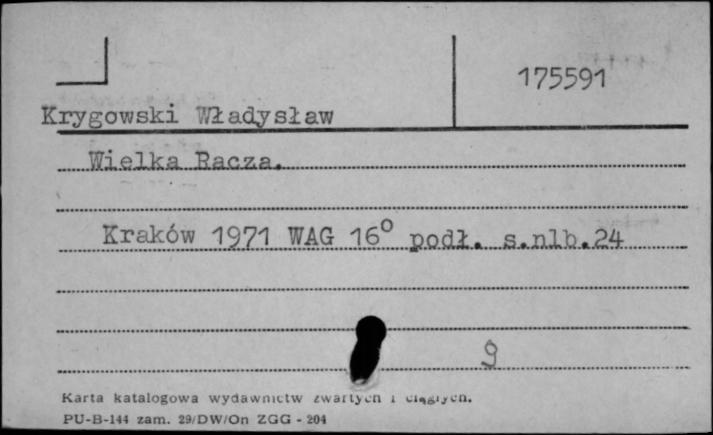 175591
Krygowski Władysław
Wielka Racza.
Kraków 1971 WAG 16° podł. s.nlb.24
9
Karta katalogowa wydawnictw zwartych i ciągłych.
PU-B-144 zam. 29/DW/On ZGG - 204